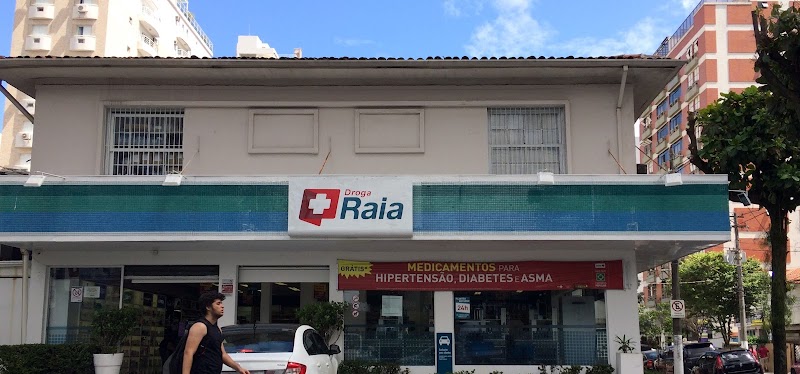 Droga
Raia
GRÁTIS*
MEDICAMENTOS PARA
HIPERTENSÃO, DIABETES E ASMA
24h